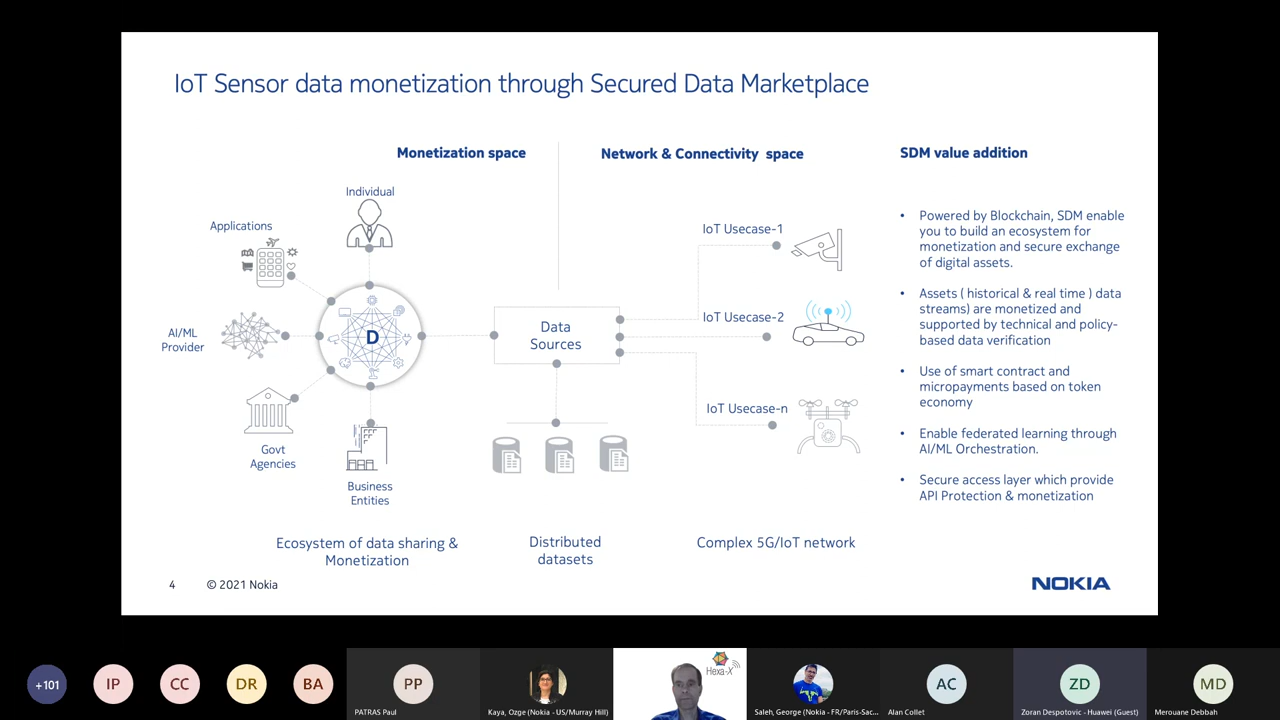 IoT Sensor data monetization through Secured Data Marketplace
Monetization space
Network & Connectivity space
SDM value addition
Individual
Applications
AI/ML
Provider
Govt
Agencies
Business
Entities
D
Data
Sources
IoT Usecase-1
IoT Usecase-2
IoT Usecase-n
• Powered by Blockchain, SDM enable
you to build an ecosystem for
monetization and secure exchange
of digital assets.
• Assets ( historical & real time ) data
streams) are monetized and
supported by technical and policy-
based data verification
• Use of smart contract and
micropayments based on token
economy
• Enable federated learning through
AI/ML Orchestration.
• Secure access layer which provide
API Protection & monetization
Ecosystem of data sharing &
Monetization
Distributed
datasets
Complex 5G/IoT network
4 © 2021 Nokia
NOKIA
+101
IP
CC
DR
BA
PP
PATRAS Paul
Kaya, Ozge (Nokia - US/Murray Hill)
Hexa-X
Saleh, George (Nokia - FR/Paris-Sac...
AC
Alan Collet
ZD
Zoran Despotovic - Huawei (Guest)
MD
Merouane Debbah